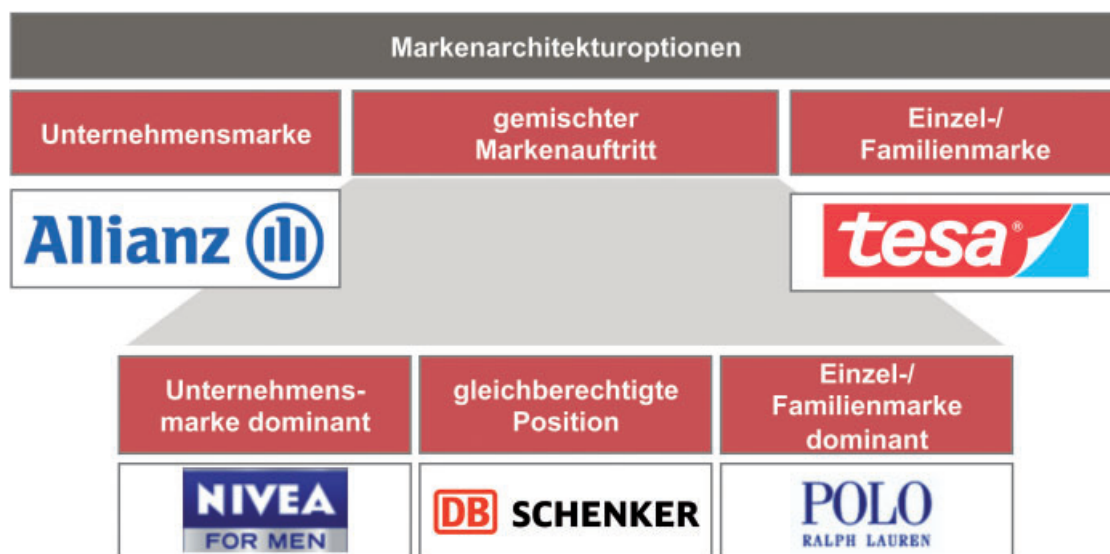 Markenarchitekturoptionen
Unternehmensmarke
gemischter
Markenauftritt
Einzel-/
Familienmarke
Allianz
tesa®
Unternehmens-
marke dominant
gleichberechtigte
Position
Einzel-/
Familienmarke
dominant
NIVEA
FOR MEN
DB SCHENKER
POLO
RALPH LAUREN